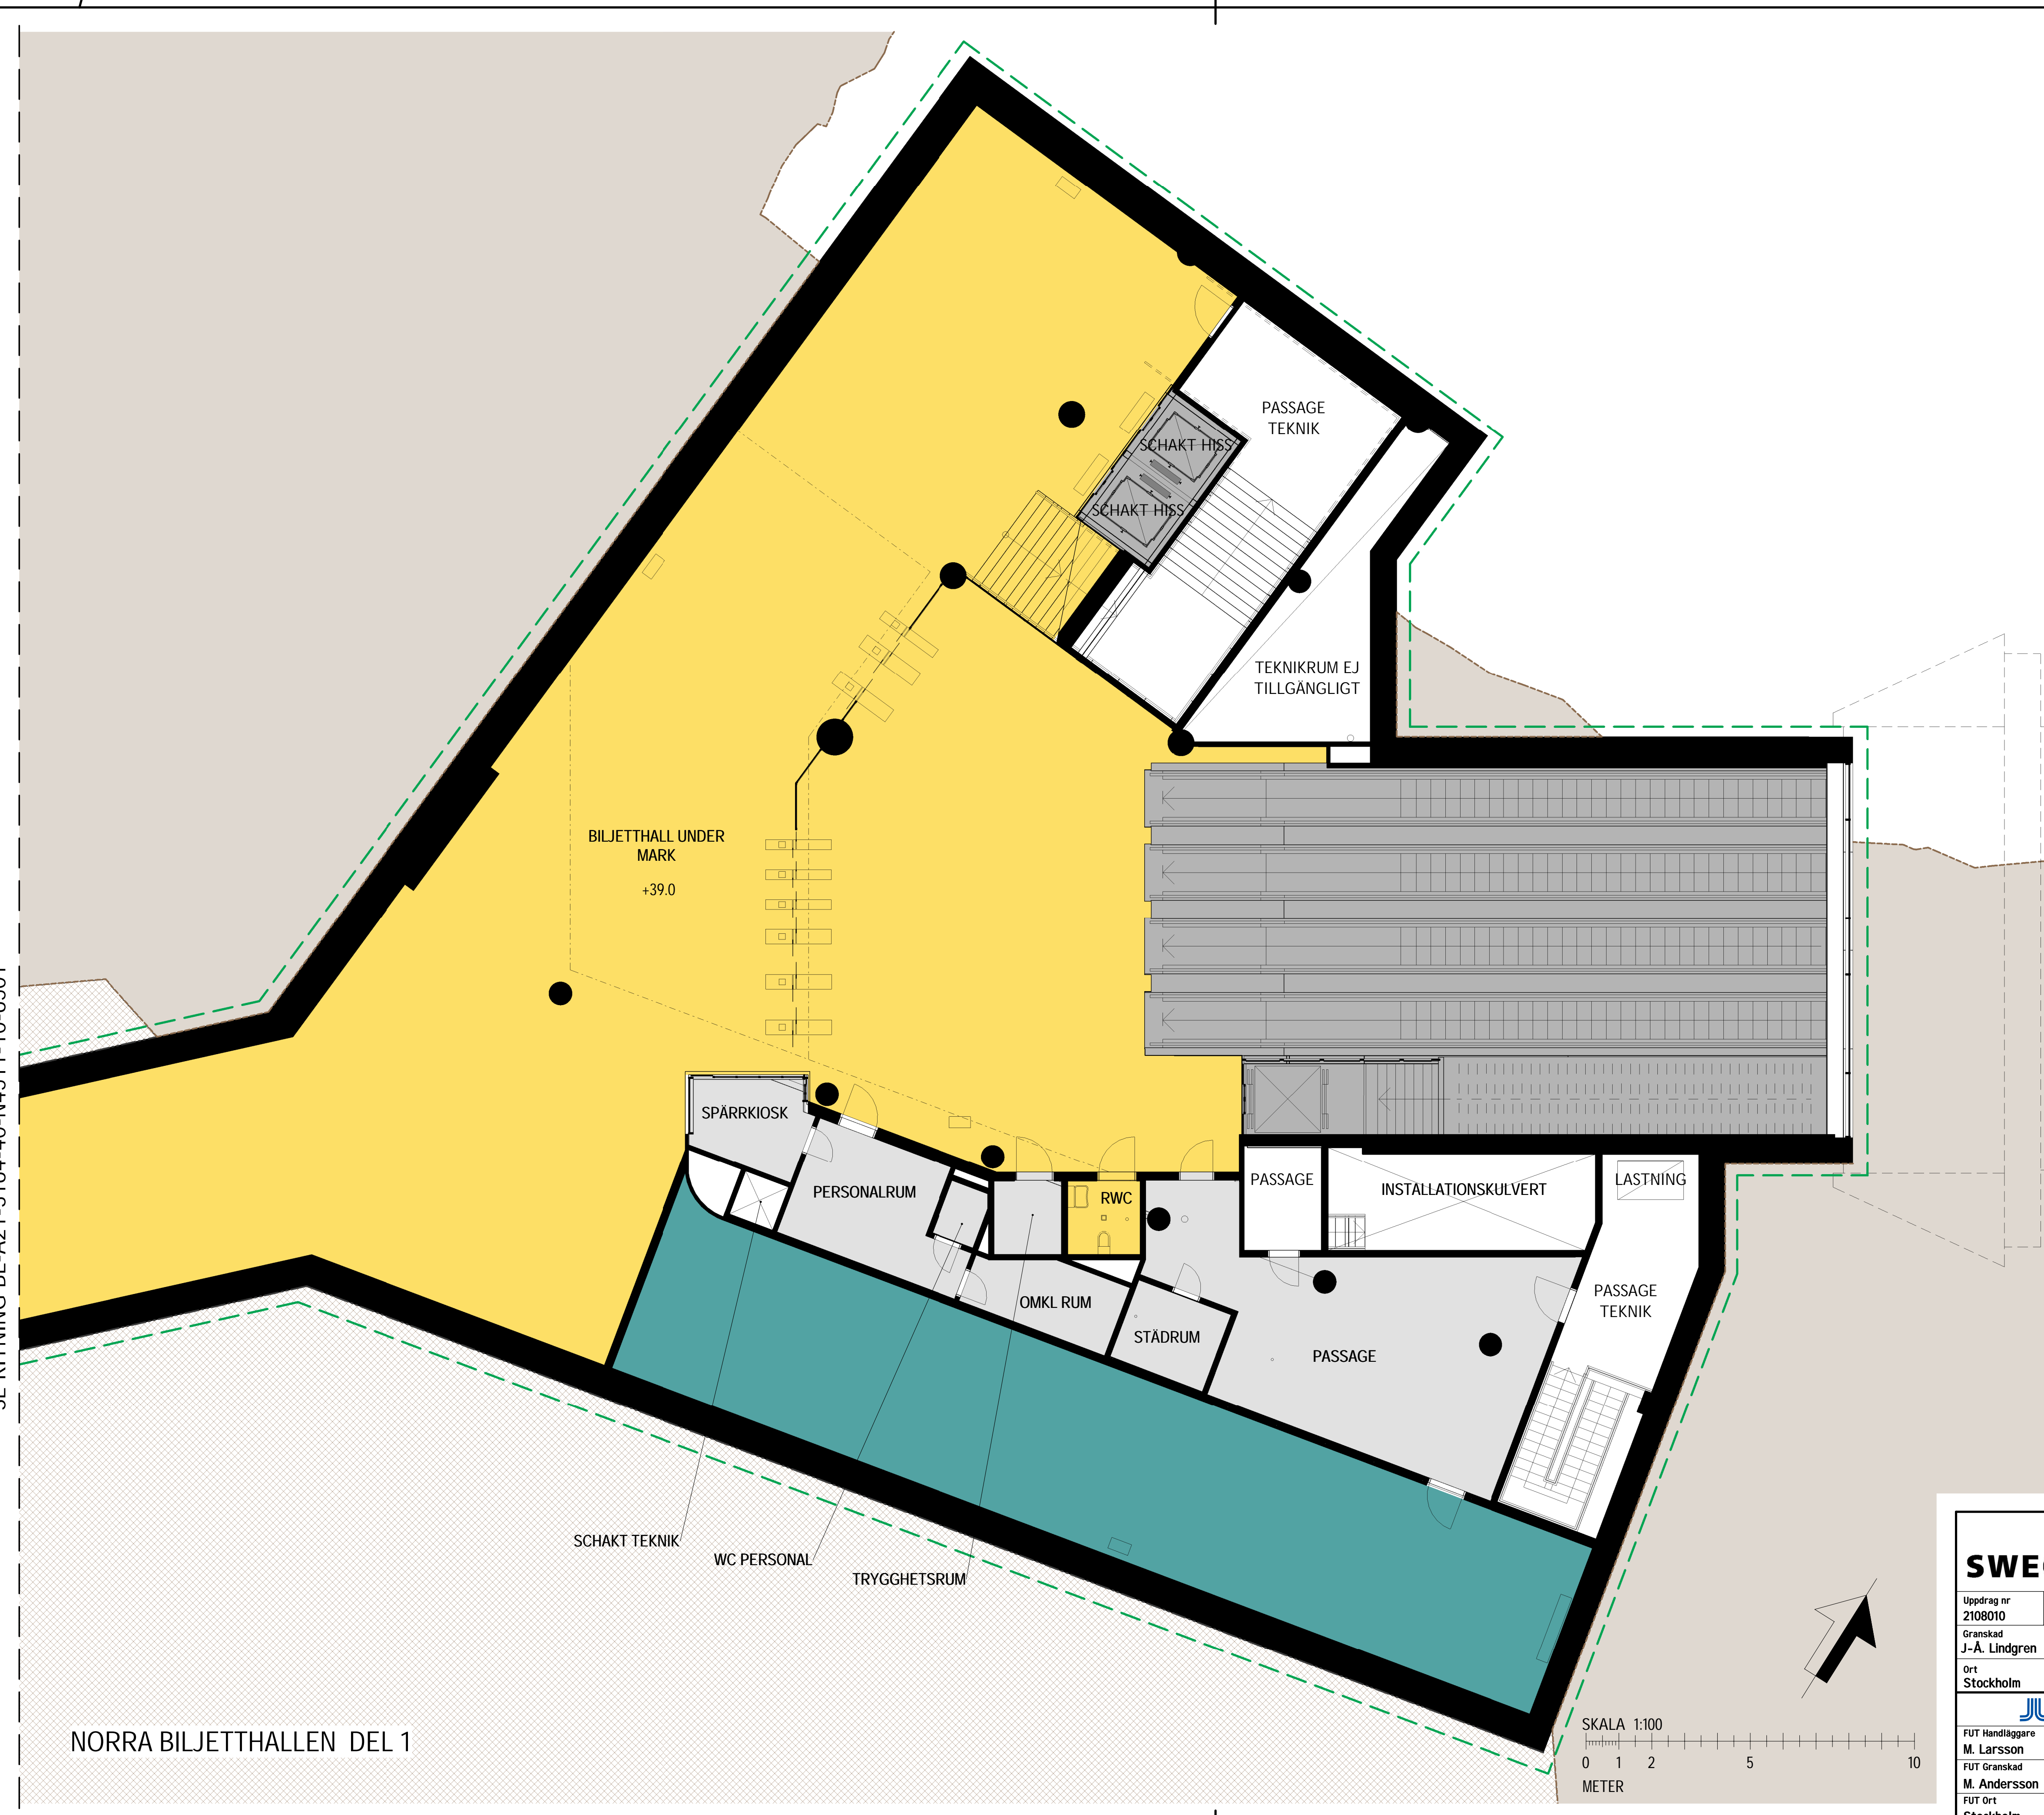 PASSAGE
TEKNIK
SCHAKT HISS
SCHAKT HISS
TEKNIKRUM EJ
TILLGÄNGLIGT
BILJETTHALL UNDER
MARK
+39.0
SPÄRRKIOSK
PERSONALRUM
RWC
PASSAGE
INSTALLATIONSKULVERT
LASTNING
OMKL RUM
STÄDRUM
PASSAGE
PASSAGE
TEKNIK
SCHAKT TEKNIK
WC PERSONAL
TRYGGHETSRUM
NORRA BILJETTHALLEN DEL 1
SKALA 1:100
0 1 2 5 10
METER
Uppdrag nr
2108010
Granskad
J-Å. Lindgren
Ort
Stockholm
FUT Handläggare
M. Larsson
FUT Granskad
M. Andersson
FUT Ort